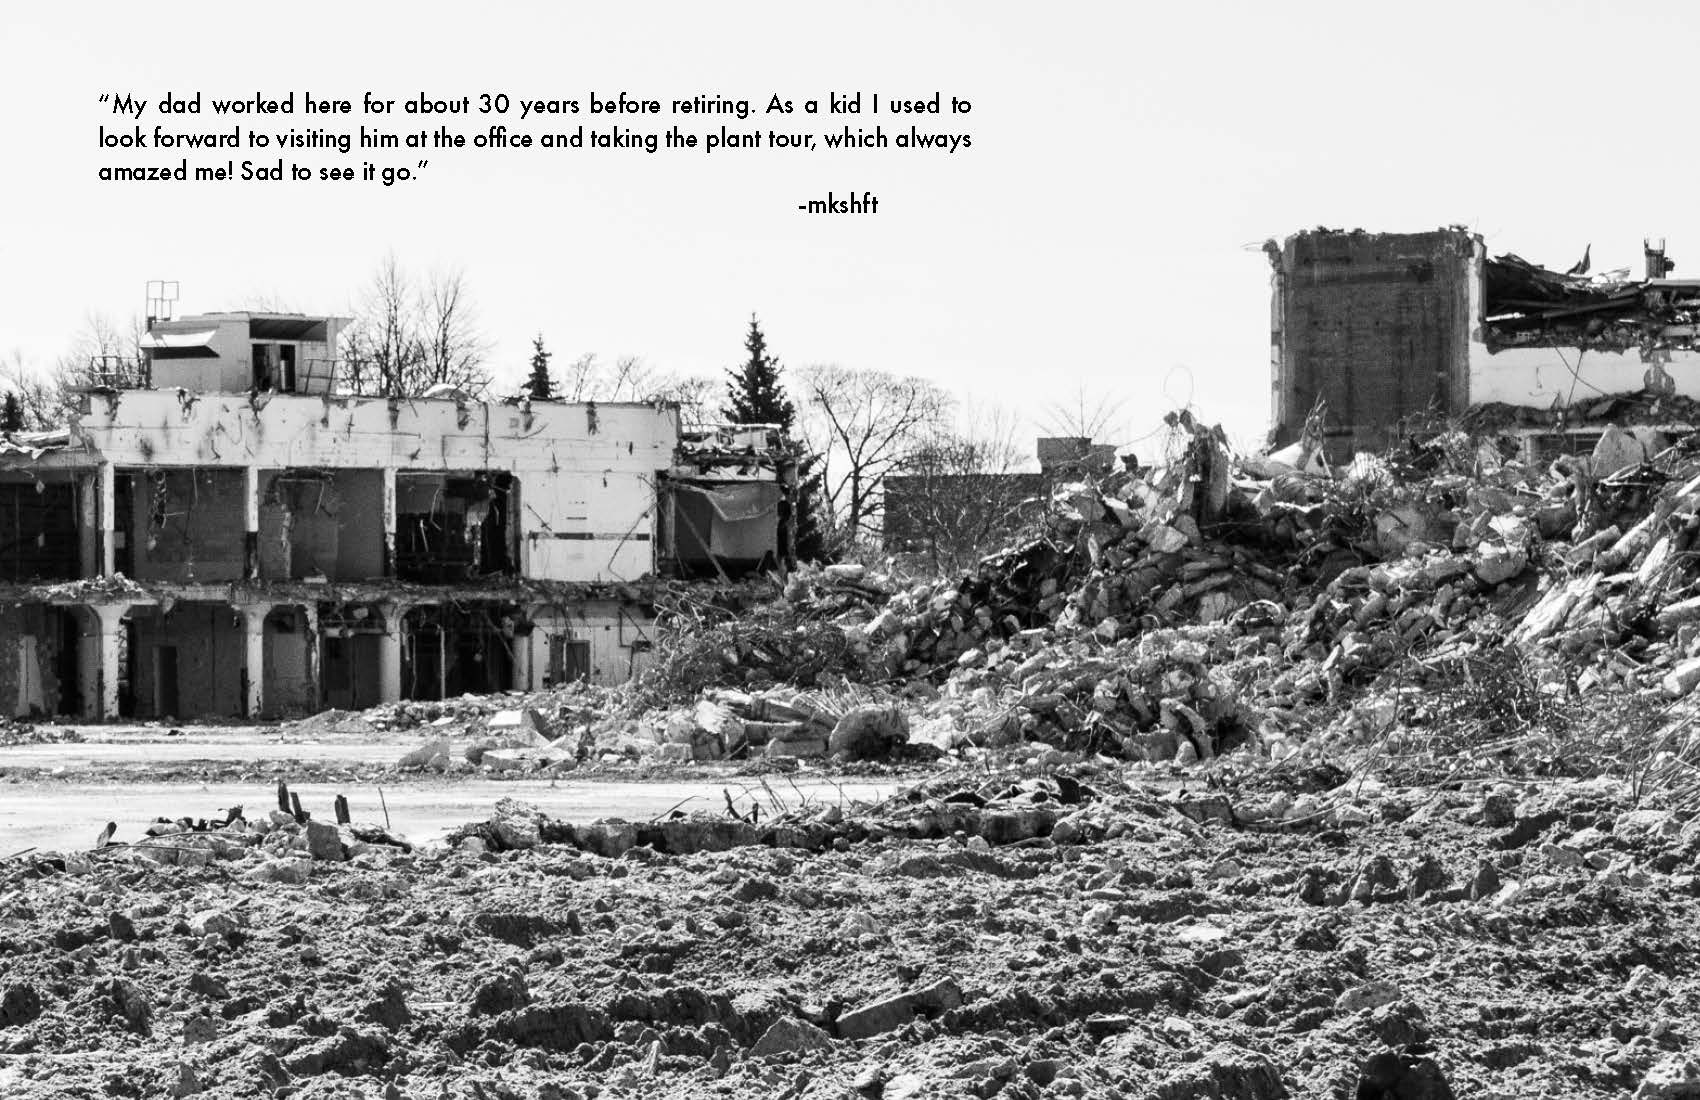 “My dad worked here for about 30 years before retiring. As a kid I used to
look forward to visiting him at the office and taking the plant tour, which always
amazed me! Sad to see it go.”
-mkshft